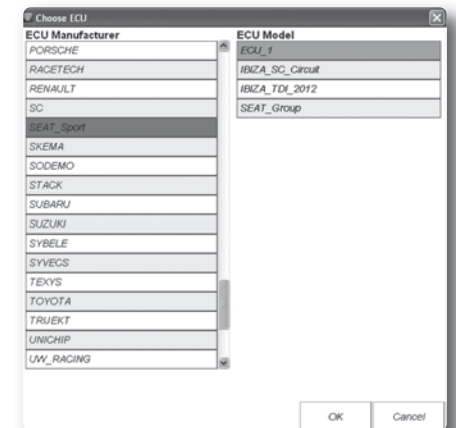 Choose ECU
ECU Manufacturer
PORSCHE
RACETECH
RENAULT
SC
SEAT_Sport
SKEMA
SODEMO
STACK
SUBARU
SUZUKI
SYBELE
SYVECS
TEXYS
TOYOTA
TRIJEKT
UNICHIP
UW_RACING
ECU Model
ECU_1
IBIZA_SC_Circuit
IBIZA_TDI_2012
SEAT_Group
OK
Cancel